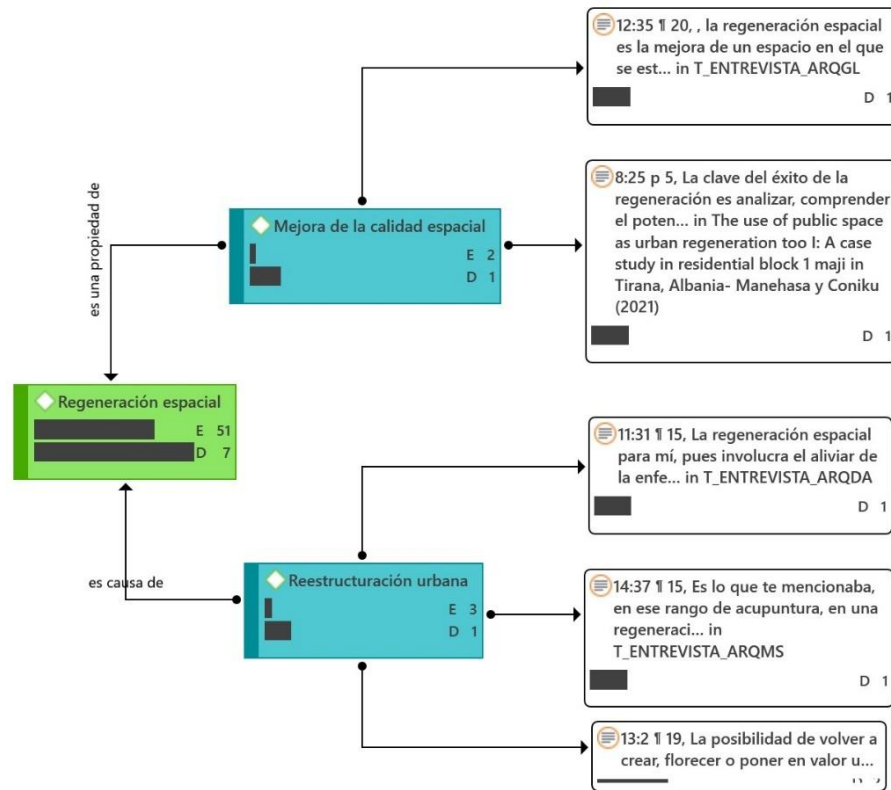 12:35 ¶ 20, , la regeneración espacial
es la mejora de un espacio en el que
se est... in T_ENTREVISTA_ARQGL
D 1
8:25 p 5, La clave del éxito de la
regeneración es analizar, comprender
el poten... in The use of public space
as urban regeneration too I: A case
study in residential block 1 maji in
Tirana, Albania- Manehasa y Coniku
(2021)
D 1
es una propiedad de
Mejora de la calidad espacial
E 2
D 1
Regeneración espacial
E 51
D 7
es causa de
Reestructuración urbana
E 3
D 1
11:31 ¶ 15, La regeneración espacial
para mí, pues involucra el aliviar de
la enfe... in T_ENTREVISTA_ARQDA
D 1
14:37 ¶ 15, Es lo que te mencionaba,
en ese rango de acupuntura, en una
regeneraci... in
T_ENTREVISTA_ARQMS
D 1
13:2 ¶ 19, La posibilidad de volver a
crear, florecer o poner en valor u...